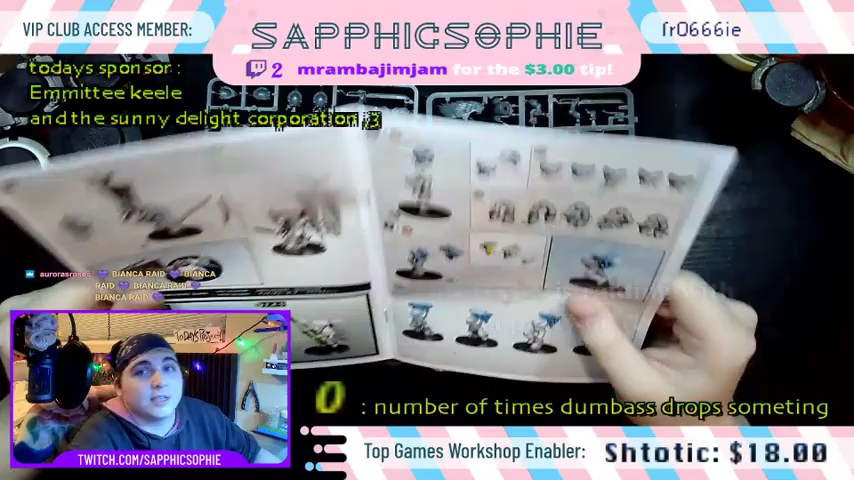 VIP CLUB ACCESS MEMBER:
SAPPHICSOPHIE
fr0666ie
2 mrambajimjam for the $3.00 tip!
todays sponsor :
Emmittee keele
and the sunny delight corporation ;3
aurorasroses BIANCA RAID BIANCA
RAID BIANCA RAID
BIANCA RAID
TODAYS
0 : number of times dumbass drops someting
TWITCH.COM/SAPPHICSOPHIE
Top Games Workshop Enabler: Shtotic: $18.00